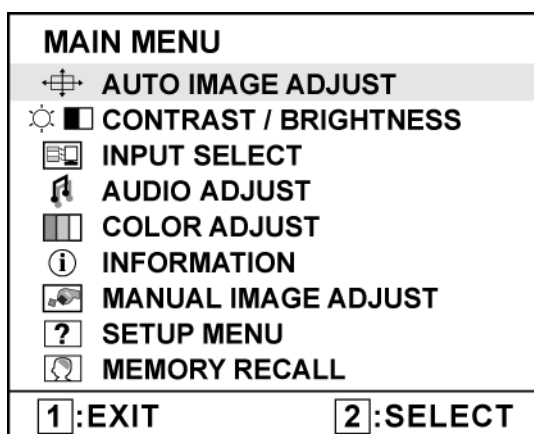 MAIN MENU
AUTO IMAGE ADJUST
CONTRAST / BRIGHTNESS
INPUT SELECT
AUDIO ADJUST
COLOR ADJUST
i INFORMATION
MANUAL IMAGE ADJUST
? SETUP MENU
MEMORY RECALL
1:EXIT 2:SELECT